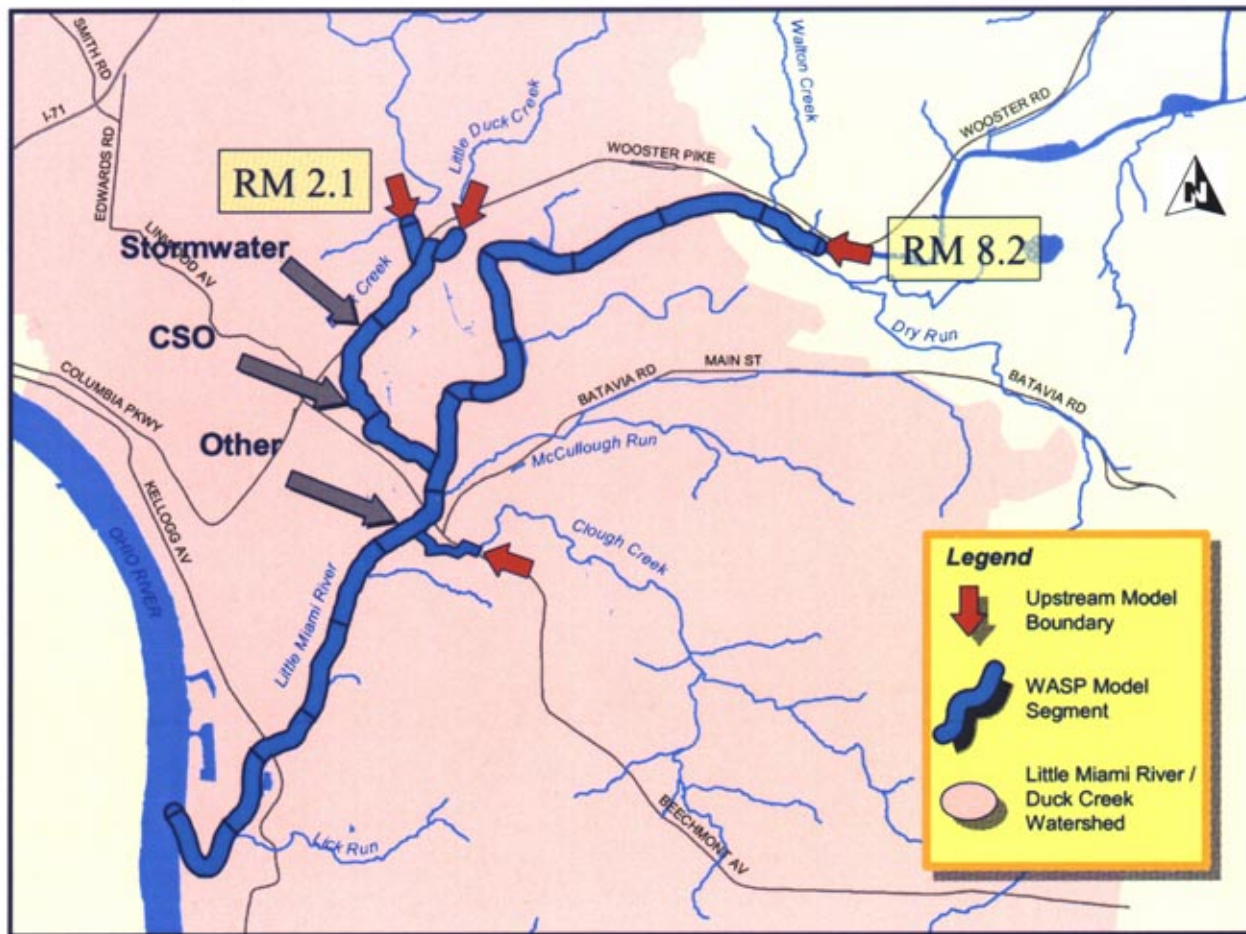 SMITH RD
I-71
EDWARDS RD
LINWOOD AV
Little Duck Creek
Walton Creek
WOOSTER RD
WOOSTER PIKE
RM 2.1
N
Stormwater
Creek
RM 8.2
CSO
Dry Run
COLUMBIA PKWY
MAIN ST
BATAVIA RD
BATAVIA RD
Other
McCullough Run
KELLOGG AV
OHIO RIVER
Clough Creek
Little Miami River
BEECHMONT AV
Lick Run
Legend
Upstream Model
Boundary
WASP Model
Segment
Little Miami River /
Duck Creek
Watershed